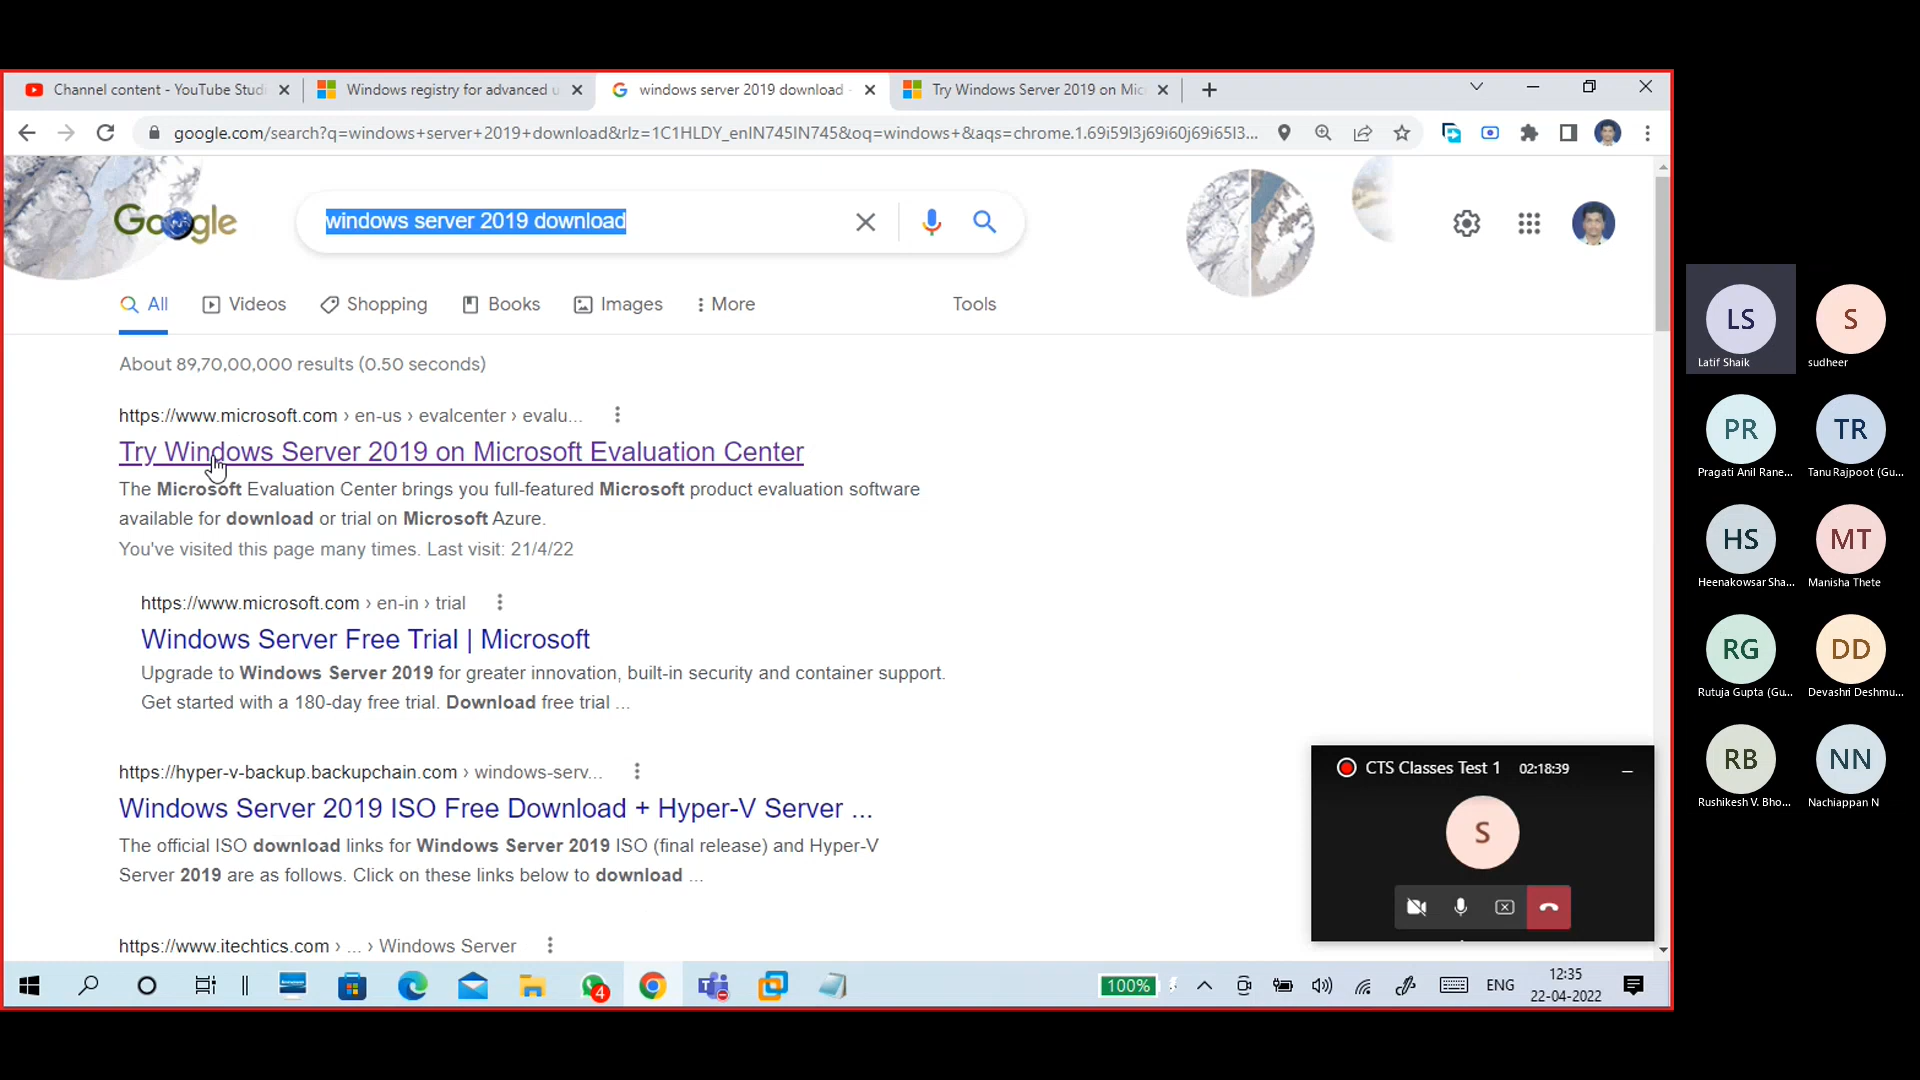 Channel content - YouTube Studi
Windows registry for advanced u
windows server 2019 download -
Try Windows Server 2019 on Mic
google.com/search?q=windows+server+2019+download&rlz=1C1HLDY_enIN745IN745&oq=windows+&aqs=chrome.1.69i59l3j69i60j69i65l3...
Google
windows server 2019 download
All
Videos
Shopping
Books
Images
More
Tools
About 89,70,00,000 results (0.50 seconds)
https://www.microsoft.com › en-us › evalcenter › evalu...
Try Windows Server 2019 on Microsoft Evaluation Center
The Microsoft Evaluation Center brings you full-featured Microsoft product evaluation software
available for download or trial on Microsoft Azure.
You've visited this page many times. Last visit: 21/4/22
https://www.microsoft.com › en-in › trial
Windows Server Free Trial | Microsoft
Upgrade to Windows Server 2019 for greater innovation, built-in security and container support.
Get started with a 180-day free trial. Download free trial ...
https://hyper-v-backup.backupchain.com › windows-serv...
Windows Server 2019 ISO Free Download + Hyper-V Server ...
The official ISO download links for Windows Server 2019 ISO (final release) and Hyper-V
Server 2019 are as follows. Click on these links below to download ...
https://www.itechtics.com › ... › Windows Server
CTS Classes Test 1 02:18:39
S
4
100%
ENG
12:35
22-04-2022
LS
Latif Shaik
S
sudheer
PR
Pragati Anil Rane...
TR
Tanu Rajpoot (Gu...
HS
Heenakowsar Sha...
MT
Manisha Thete
RG
Rutuja Gupta (Gu...
DD
Devashri Deshmu...
RB
Rushikesh V. Bho...
NN
Nachiappan N